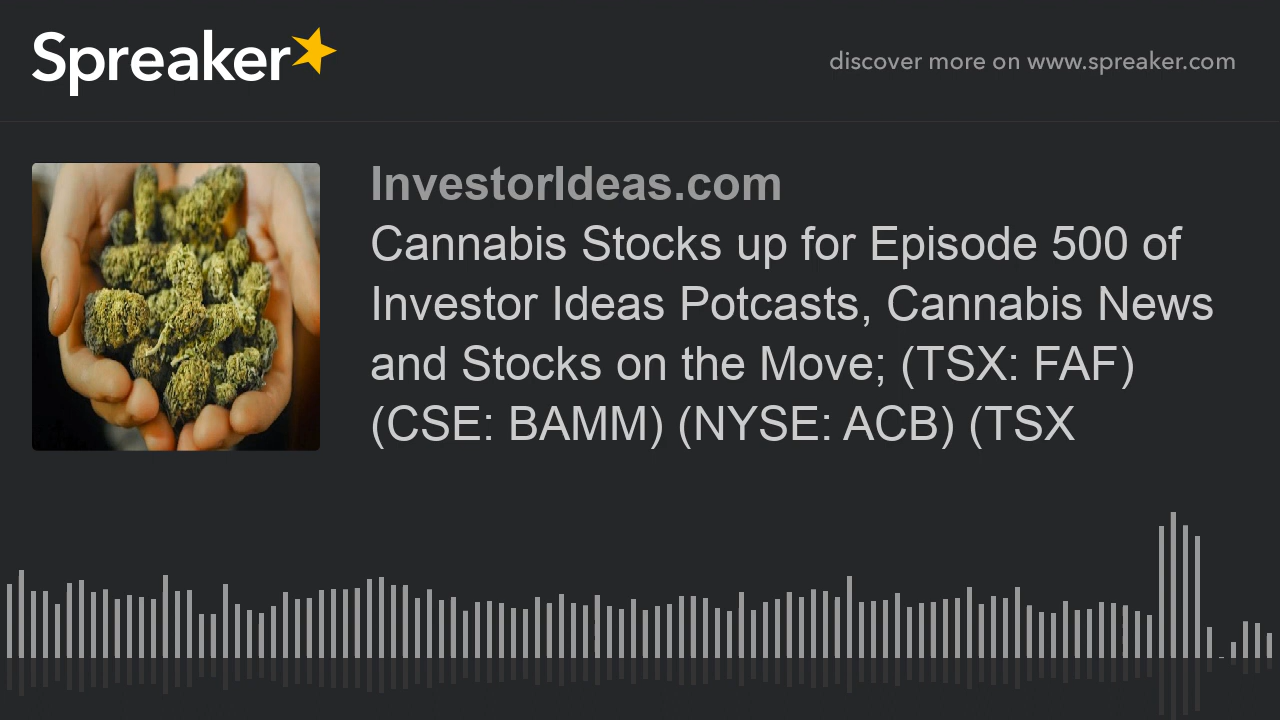 Spreaker
discover more on www.spreaker.com
InvestorIdeas.com
Cannabis Stocks up for Episode 500 of
Investor Ideas Potcasts, Cannabis News
and Stocks on the Move; (TSX: FAF)
(CSE: BAMM) (NYSE: ACB) (TSX